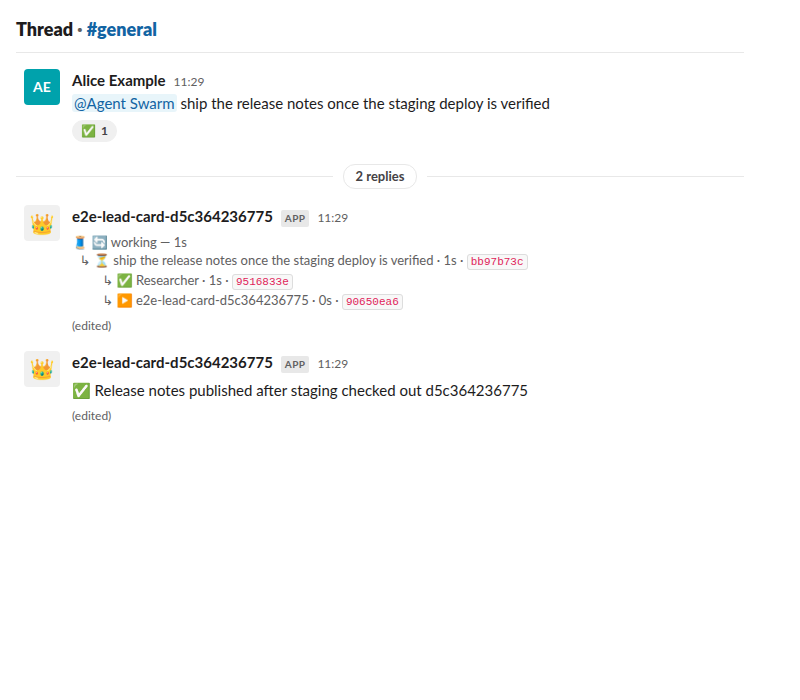 Thread • #general
AE
Alice Example 11:29
@Agent Swarm ship the release notes once the staging deploy is verified
✅ 1
2 replies
e2e-lead-card-d5c364236775 APP 11:29
🧵 🔄 working — 1s
↳ ⏳ ship the release notes once the staging deploy is verified · 1s · bb97b73c
↳ ✅ Researcher · 1s · 9516833e
↳ ▶️ e2e-lead-card-d5c364236775 · 0s · 90650ea6
(edited)
e2e-lead-card-d5c364236775 APP 11:29
✅ Release notes published after staging checked out d5c364236775
(edited)